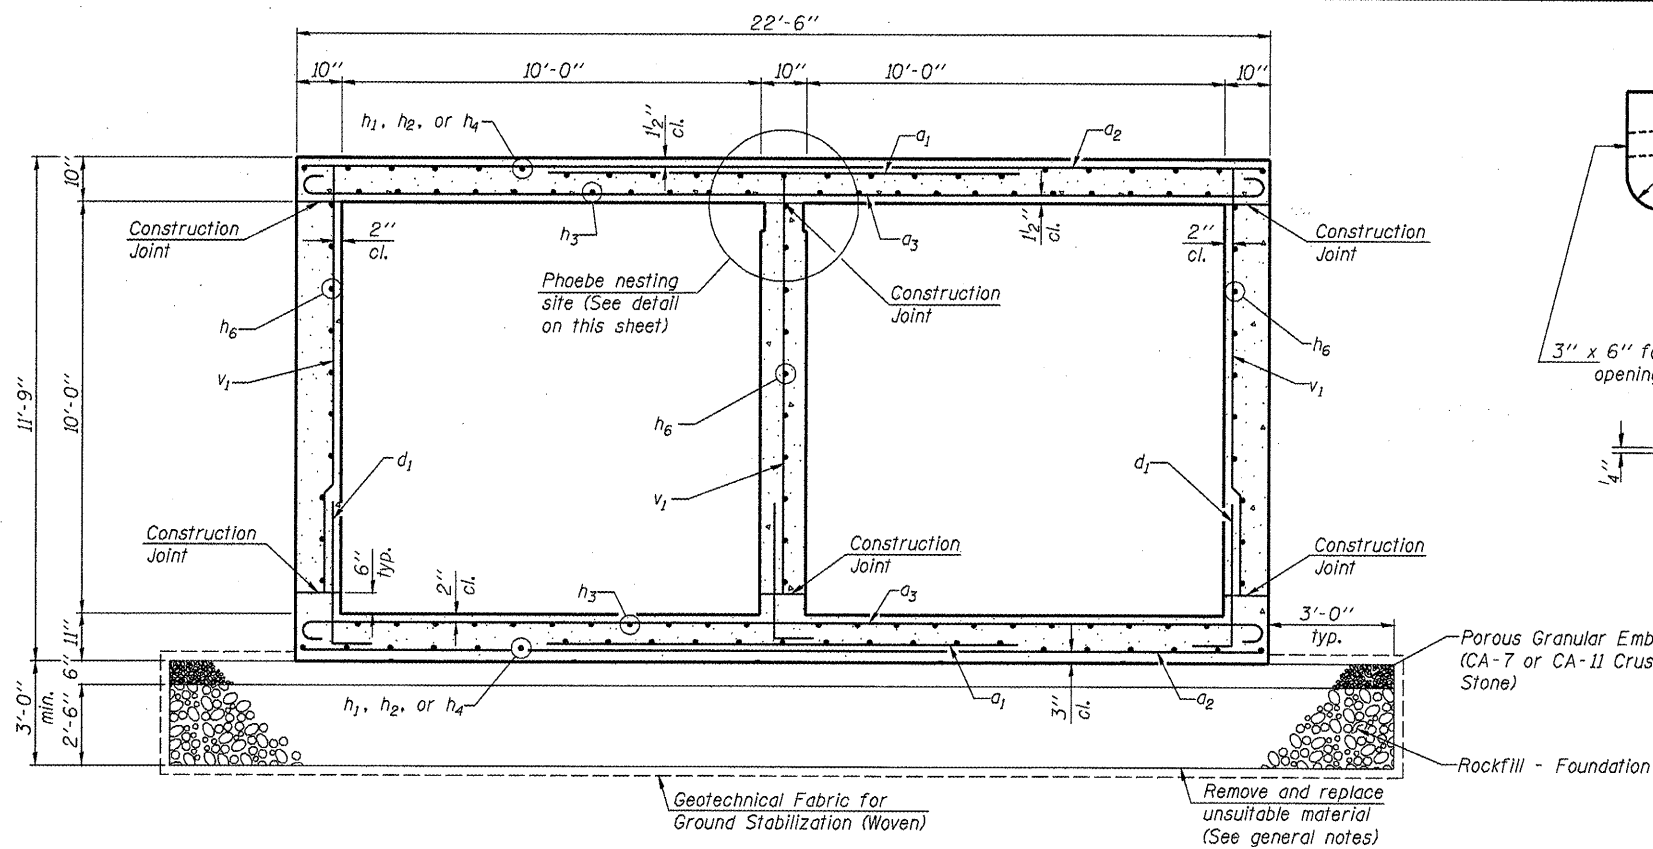 22'-6"
10" 10'-0" 10" 10'-0" 10"
h1, h2, or h4
1½" cl.
a1
a2
10"
Construction
Joint
2"
cl.
h3
a3
1½" cl.
2"
cl.
Construction
Joint
Phoebe nesting
site (See detail
on this sheet)
Construction
Joint
h6
h6
3" x 6"
v1
v1
11'-9"
10'-0"
h6
¼"
d1
d1
v1
Construction
Joint
6"
typ.
2"
cl.
Construction
Joint
Construction
Joint
h3
a3
3'-0"
typ.
11"
6"
Porous Granular
(CA-7 or CA-11
Stone)
3'-0"
min.
2'-6"
h1, h2, or h4
a1
3"
cl.
a2
Rockfill - Foundation
Geotechnical Fabric for
Ground Stabilization (Woven)
Remove and replace
unsuitable material
(See general notes)